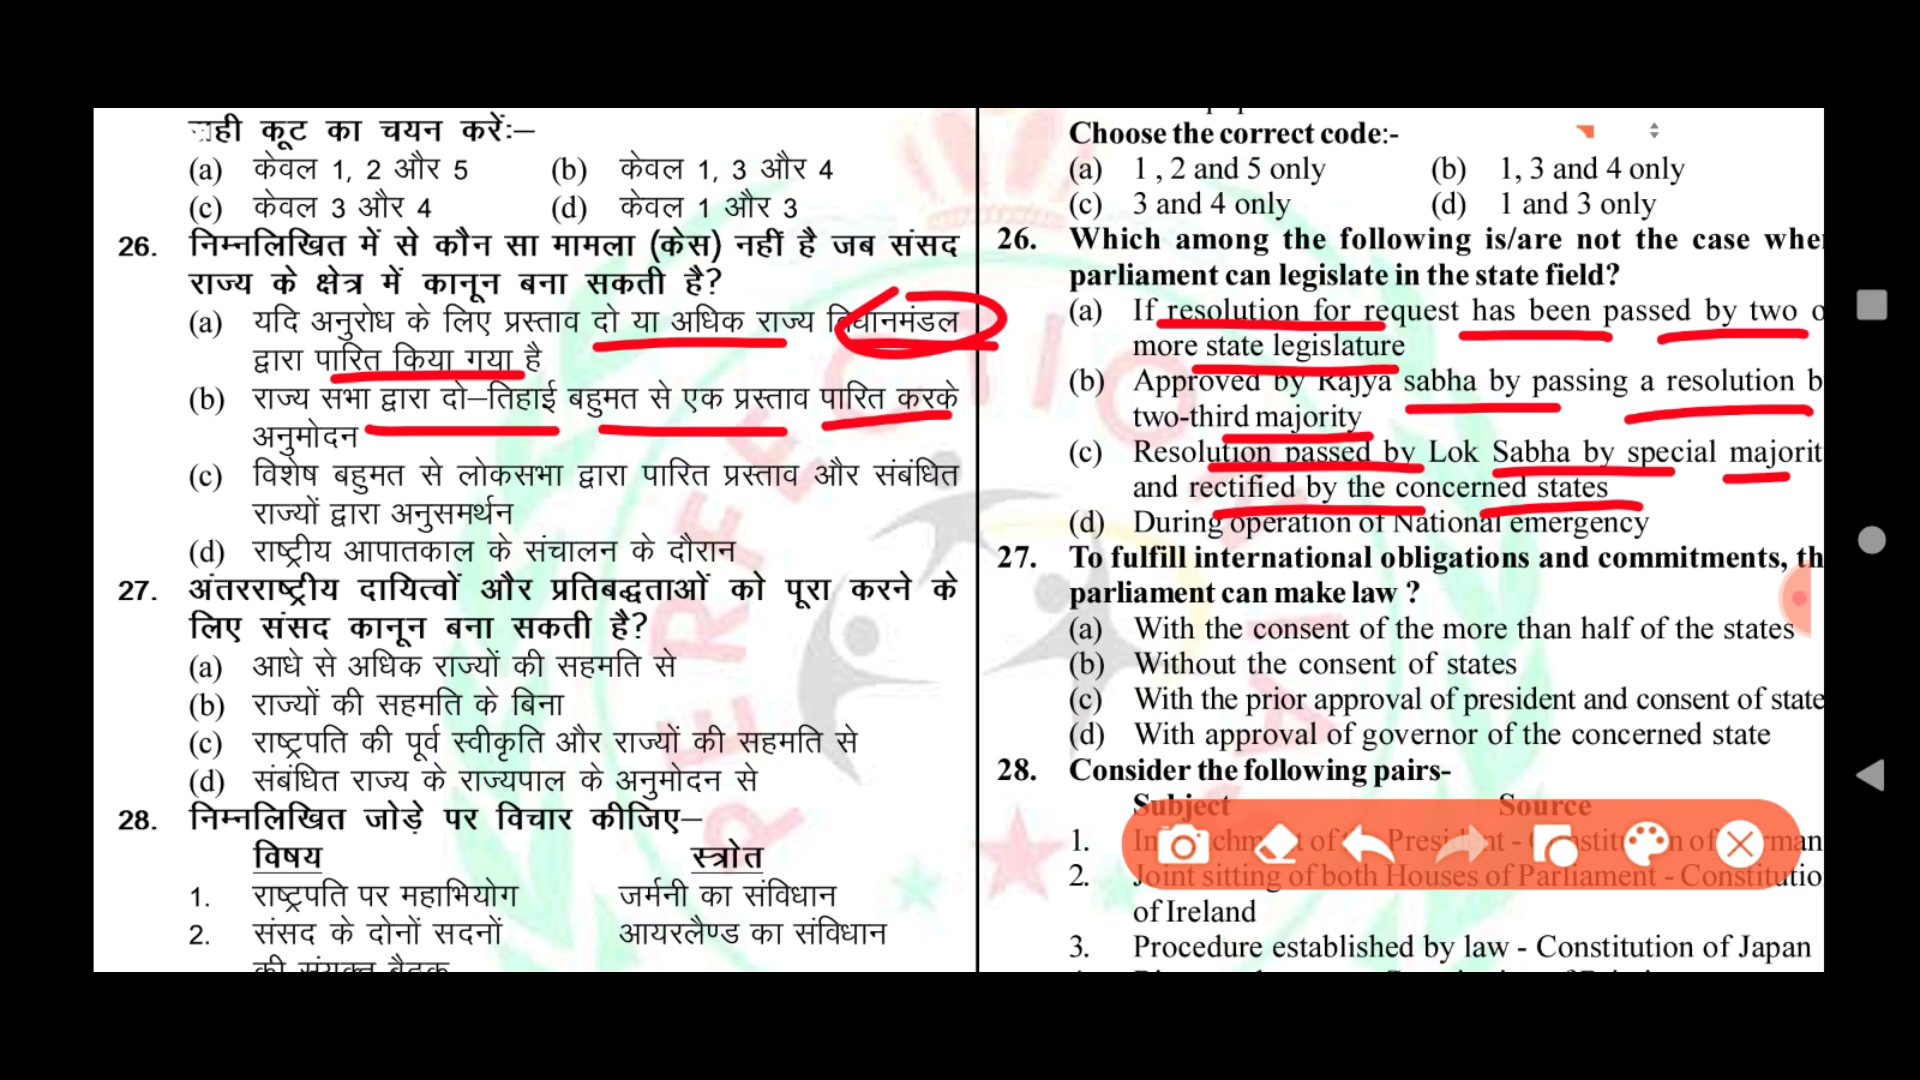 ही कूट का चयन करें:–
(a) केवल 1, 2 और 5 (b) केवल 1, 3 और 4
(c) केवल 3 और 4 (d) केवल 1 और 3
26. निम्नलिखित में से कौन सा मामला (केस) नहीं है जब संसद
राज्य के क्षेत्र में कानून बना सकती है?
(a) यदि अनुरोध के लिए प्रस्ताव दो या अधिक राज्य विधानमंडल
द्वारा पारित किया गया है
(b) राज्य सभा द्वारा दो–तिहाई बहुमत से एक प्रस्ताव पारित करके
अनुमोदन
(c) विशेष बहुमत से लोकसभा द्वारा पारित प्रस्ताव और संबंधित
राज्यों द्वारा अनुसमर्थन
(d) राष्ट्रीय आपातकाल के संचालन के दौरान
27. अंतरराष्ट्रीय दायित्वों और प्रतिबद्धताओं को पूरा करने के
लिए संसद कानून बना सकती है?
(a) आधे से अधिक राज्यों की सहमति से
(b) राज्यों की सहमति के बिना
(c) राष्ट्रपति की पूर्व स्वीकृति और राज्यों की सहमति से
(d) संबंधित राज्य के राज्यपाल के अनुमोदन से
28. निम्नलिखित जोड़े पर विचार कीजिए–
विषय स्त्रोत
1. राष्ट्रपति पर महाभियोग जर्मनी का संविधान
2. संसद के दोनों सदनों आयरलैण्ड का संविधान
की संयुक्त बैठक
Choose the correct code:-
(a) 1 , 2 and 5 only (b) 1, 3 and 4 only
(c) 3 and 4 only (d) 1 and 3 only
26. Which among the following is/are not the case whe
parliament can legislate in the state field?
(a) If resolution for request has been passed by two o
more state legislature
(b) Approved by Rajya sabha by passing a resolution b
two-third majority
(c) Resolution passed by Lok Sabha by special majorit
and rectified by the concerned states
(d) During operation of National emergency
27. To fulfill international obligations and commitments, th
parliament can make law ?
(a) With the consent of the more than half of the states
(b) Without the consent of states
(c) With the prior approval of president and consent of state
(d) With approval of governor of the concerned state
28. Consider the following pairs-
Subject Source
1. of President - of
2. Joint sitting of both Houses of Parliament - Constitutio
of Ireland
3. Procedure established by law - Constitution of Japan